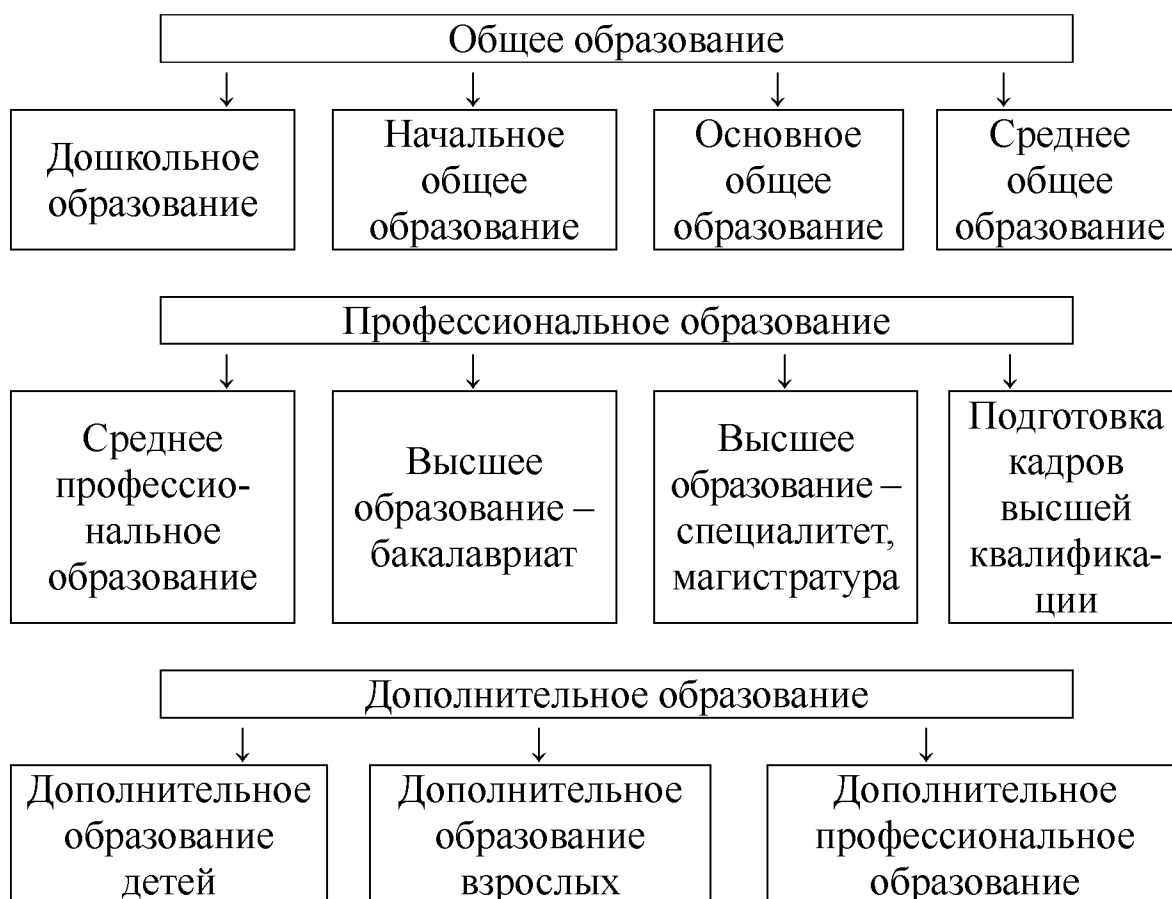 Общее образование
Дошкольное
образование
Начальное
общее
образование
Основное
общее
образование
Среднее
общее
образование
Профессиональное образование
Среднее
профессио-
нальное
образование
Высшее
образование –
бакалавриат
Высшее
образование –
специалитет,
магистратура
Подготовка
кадров
высшей
квалифика-
ции
Дополнительное образование
Дополнительное
образование
детей
Дополнительное
образование
взрослых
Дополнительное
профессиональное
образование